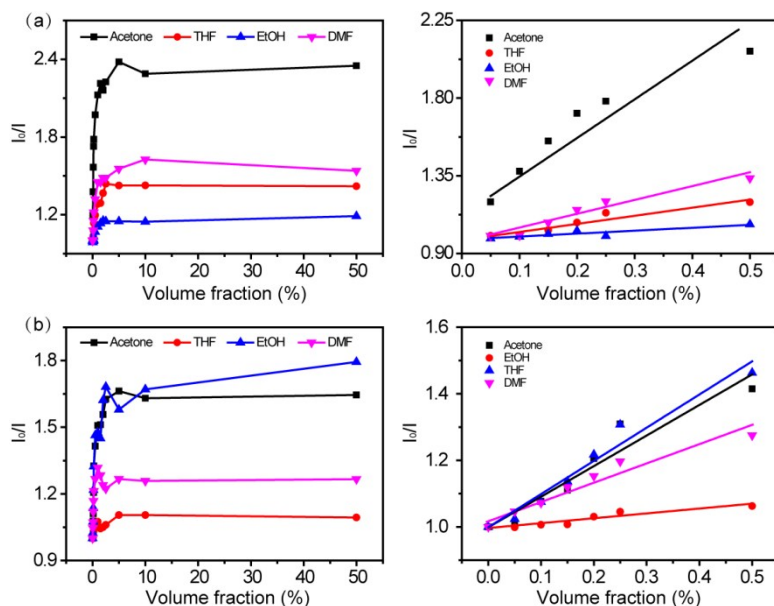 (a)
Acetone THF EtOH DMF
I₀/I
2.4
1.8
1.2
0 10 20 30 40 50
Volume fraction (%)
Acetone
THF
EtOH
DMF
I₀/I
2.25
1.80
1.35
0.90
0.0 0.1 0.2 0.3 0.4 0.5
Volume fraction (%)
(b)
Acetone THF EtOH DMF
I₀/I
2.1
1.8
1.5
1.2
0.9
0 10 20 30 40 50
Volume fraction (%)
Acetone
EtOH
THF
DMF
I₀/I
1.6
1.4
1.2
1.0
0.0 0.1 0.2 0.3 0.4 0.5
Volume fraction (%)